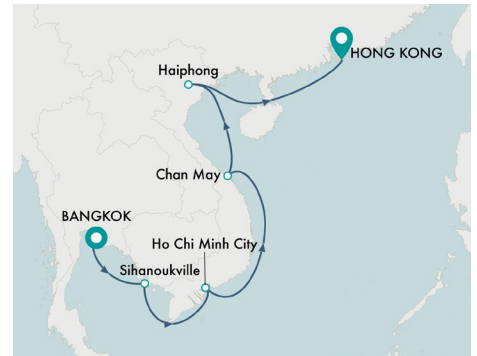 HONG KONG
Haiphong
Chan May
BANGKOK
Ho Chi Minh City
Sihanoukville